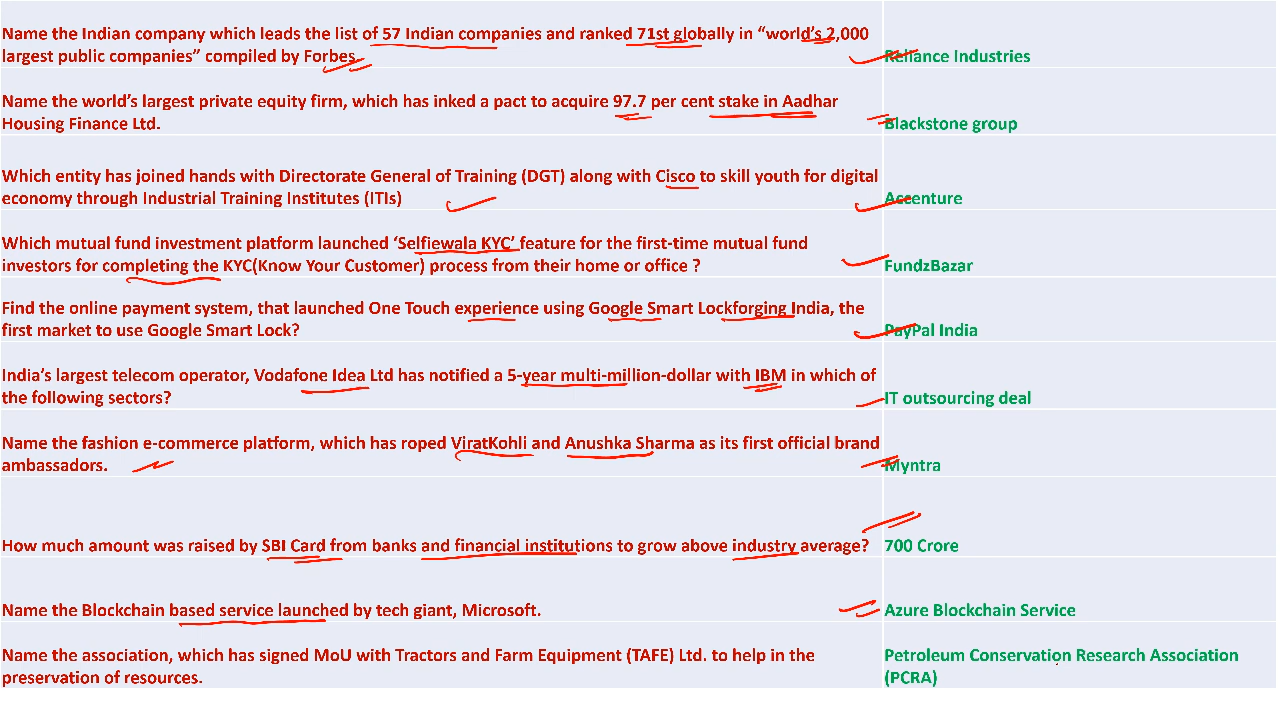 Name the Indian company which leads the list of 57 Indian companies and ranked 71st globally in “world’s 2,000
largest public companies” compiled by Forbes.
Reliance Industries
Name the world’s largest private equity firm, which has inked a pact to acquire 97.7 per cent stake in Aadhar
Housing Finance Ltd.
Blackstone group
Which entity has joined hands with Directorate General of Training (DGT) along with Cisco to skill youth for digital
economy through Industrial Training Institutes (ITIs)
Accenture
Which mutual fund investment platform launched ‘Selfiewala KYC’ feature for the first-time mutual fund
investors for completing the KYC(Know Your Customer) process from their home or office ?
FundzBazar
Find the online payment system, that launched One Touch experience using Google Smart Lockforging India, the
first market to use Google Smart Lock?
PayPal India
India’s largest telecom operator, Vodafone Idea Ltd has notified a 5-year multi-million-dollar with IBM in which of
the following sectors?
IT outsourcing deal
Name the fashion e-commerce platform, which has roped ViratKohli and Anushka Sharma as its first official brand
ambassadors.
Myntra
How much amount was raised by SBI Card from banks and financial institutions to grow above industry average?
700 Crore
Name the Blockchain based service launched by tech giant, Microsoft.
Azure Blockchain Service
Name the association, which has signed MoU with Tractors and Farm Equipment (TAFE) Ltd. to help in the
preservation of resources.
Petroleum Conservation Research Association
(PCRA)